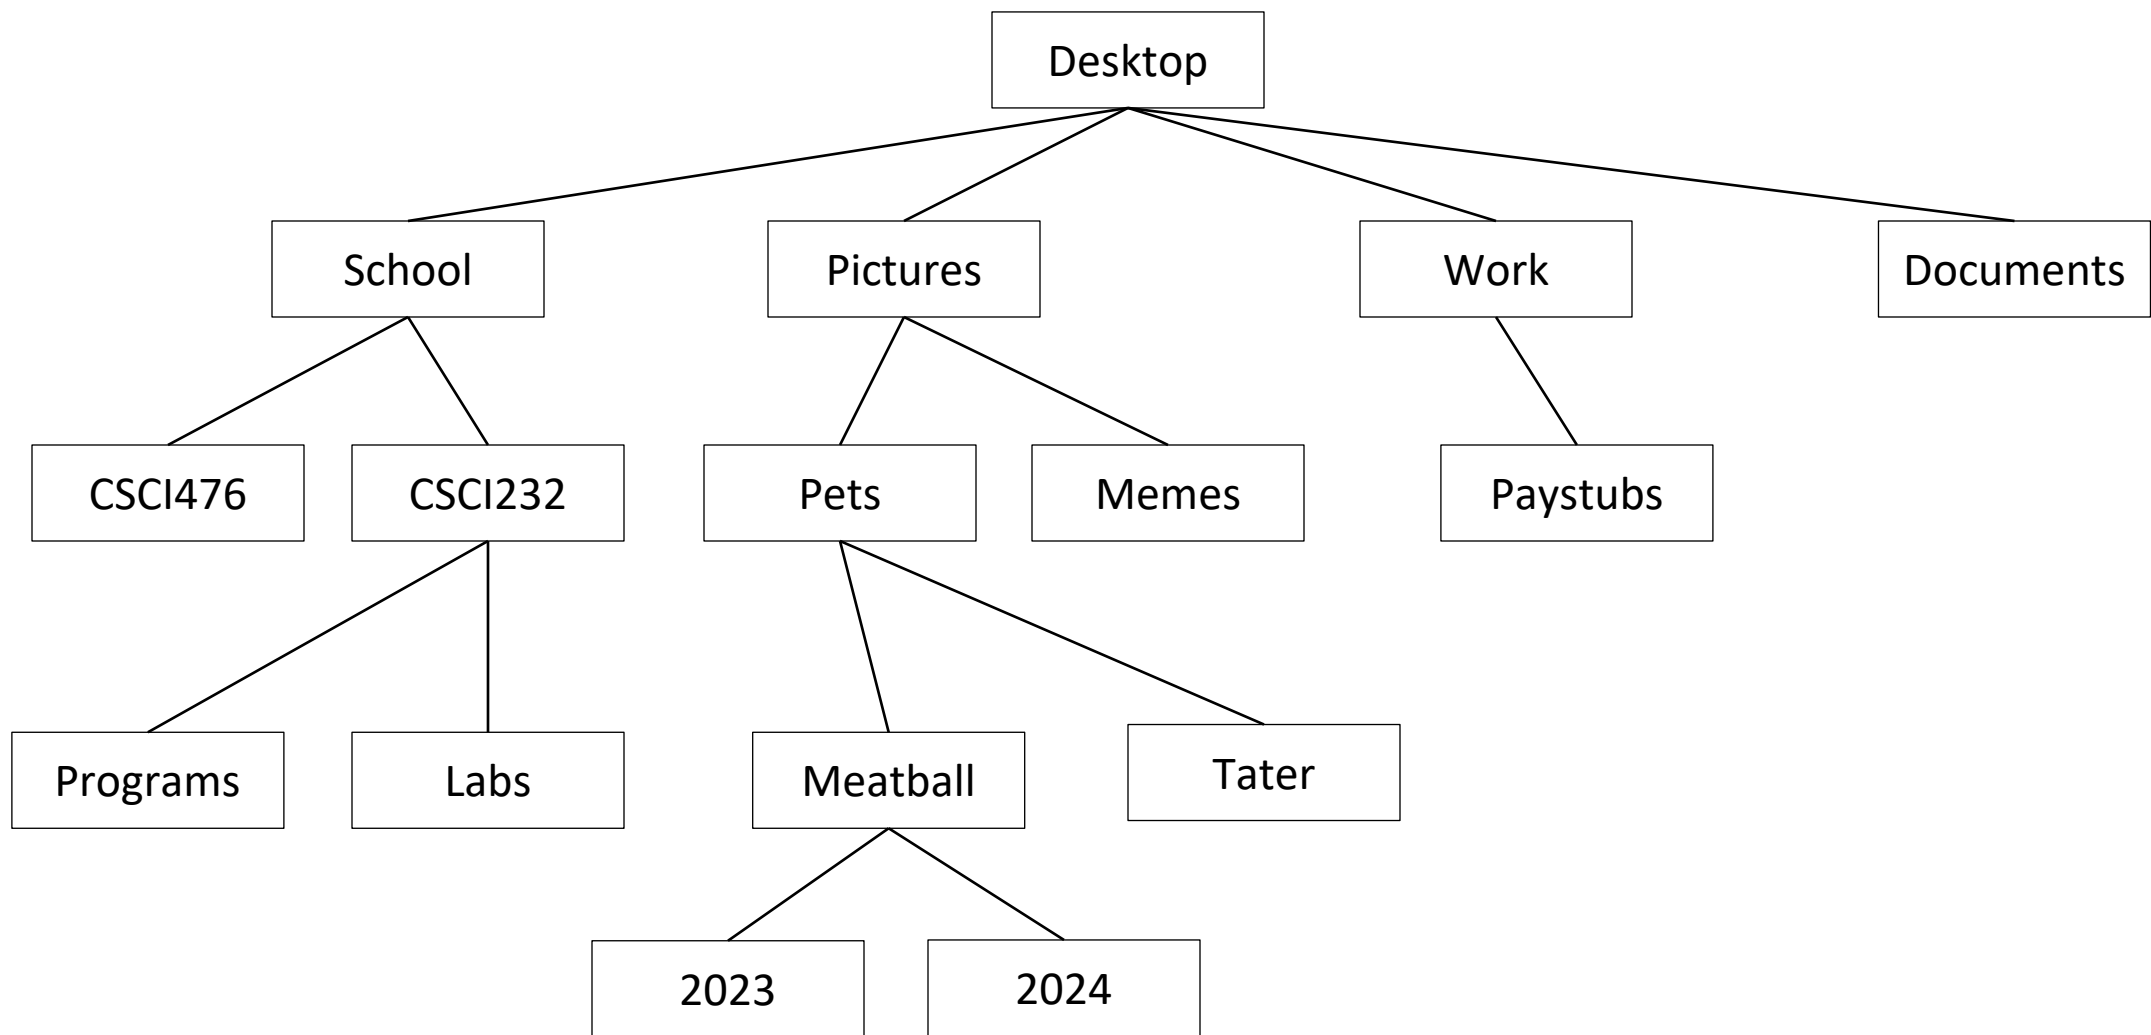 Desktop
School
Pictures
Work
Documents
CSCI476
CSCI232
Pets
Memes
Paystubs
Programs
Labs
Meatball
Tater
2023
2024